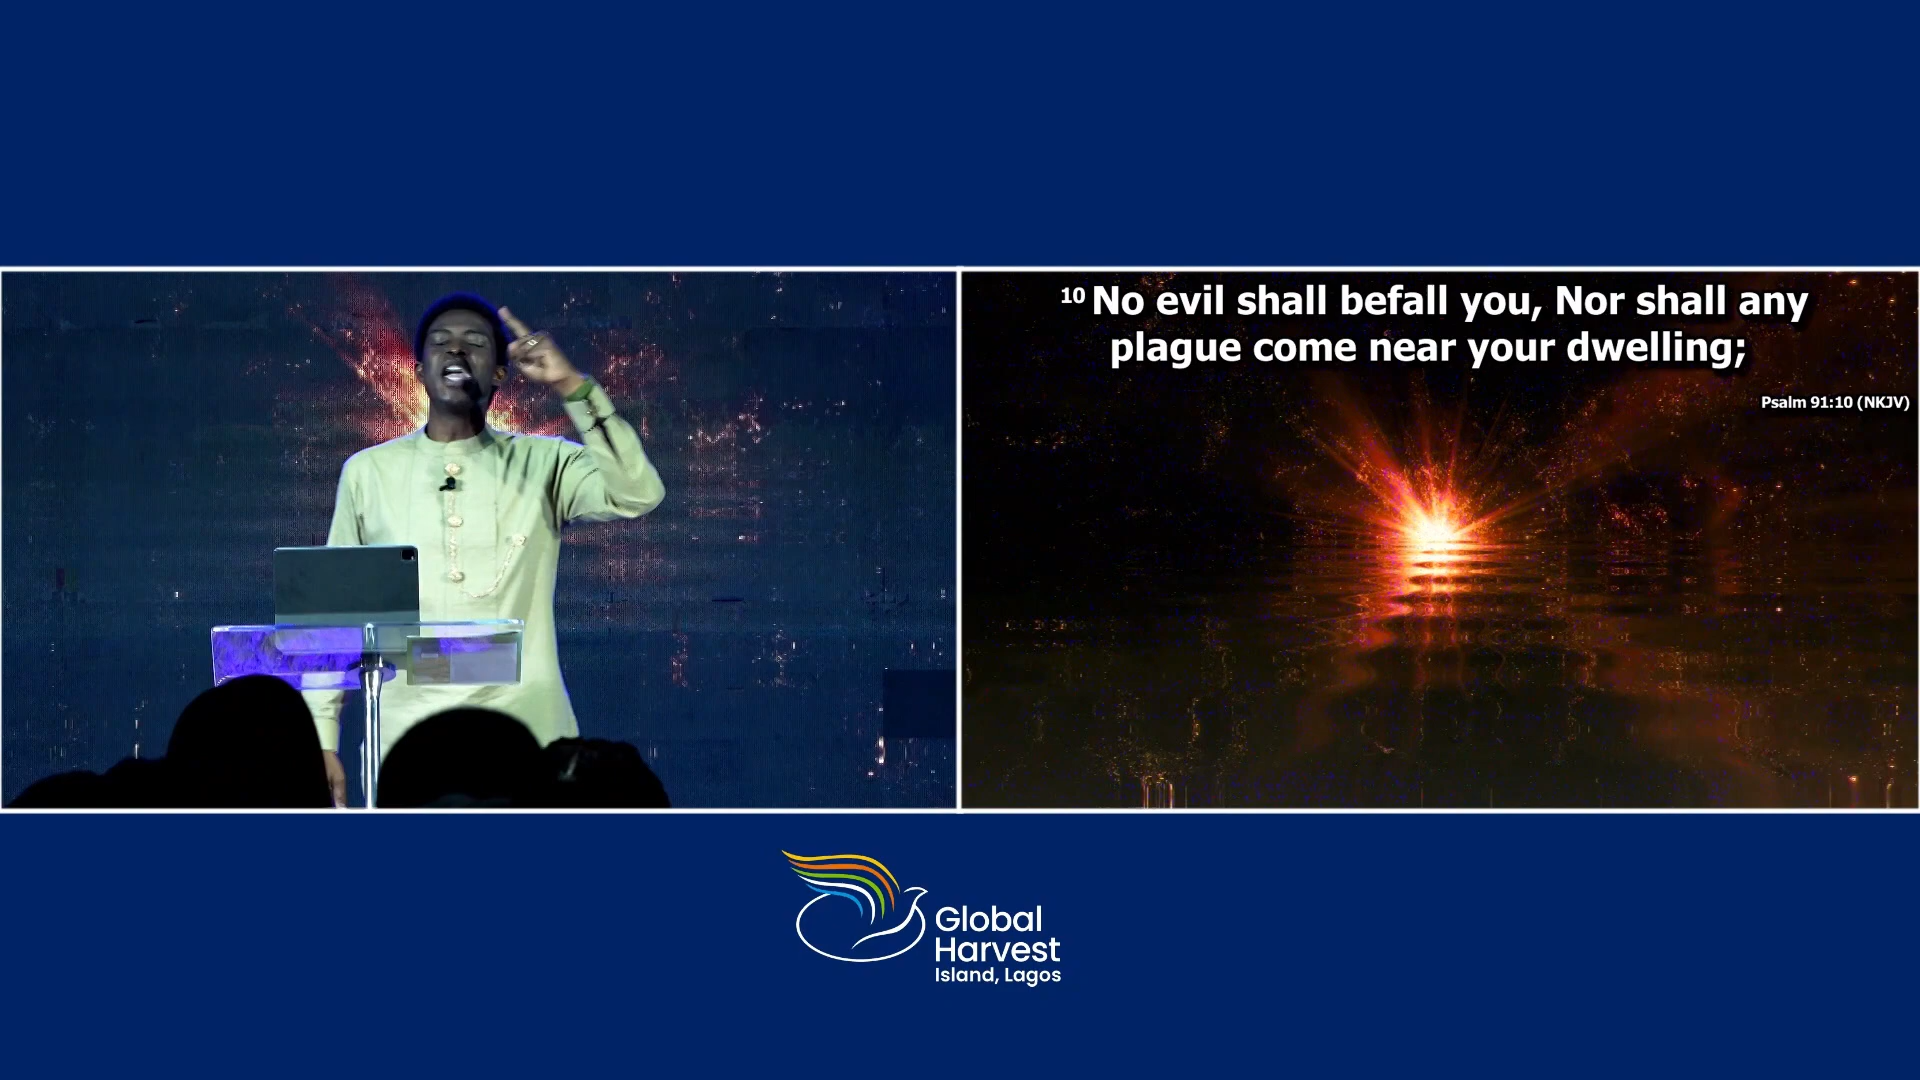 10 No evil shall befall you, Nor shall any
plague come near your dwelling;
Psalm 91:10 (NKJV)
Global
Harvest
Island, Lagos